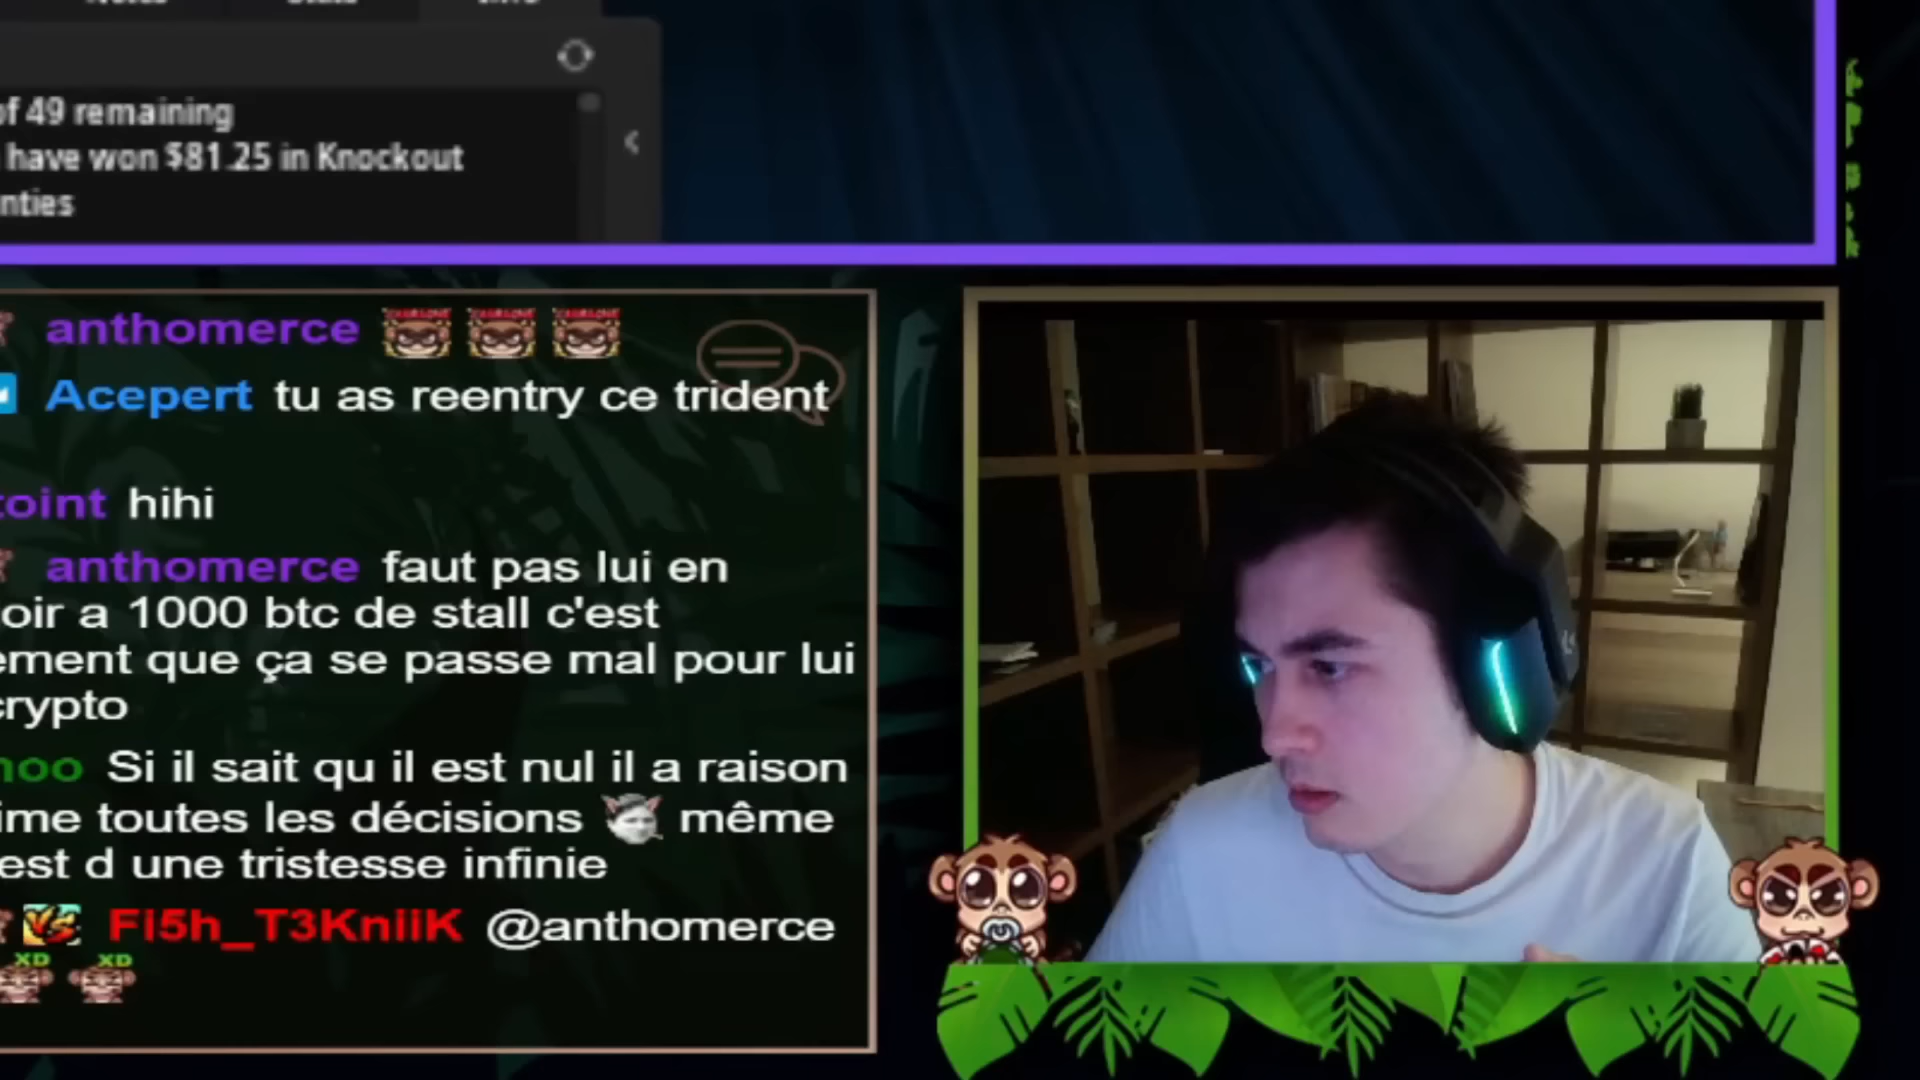 of 49 remaining
have won $81.25 in Knockout
anthomerce
Acepert tu as reentry ce trident
toint hihi
anthomerce faut pas lui en
oir a 1000 btc de stall c'est
ement que ça se passe mal pour lui
crypto
noo Si il sait qu il est nul il a raison
ime toutes les décisions même
est d une tristesse infinie
Fi5h_T3KniiK @anthomerce
XD XD